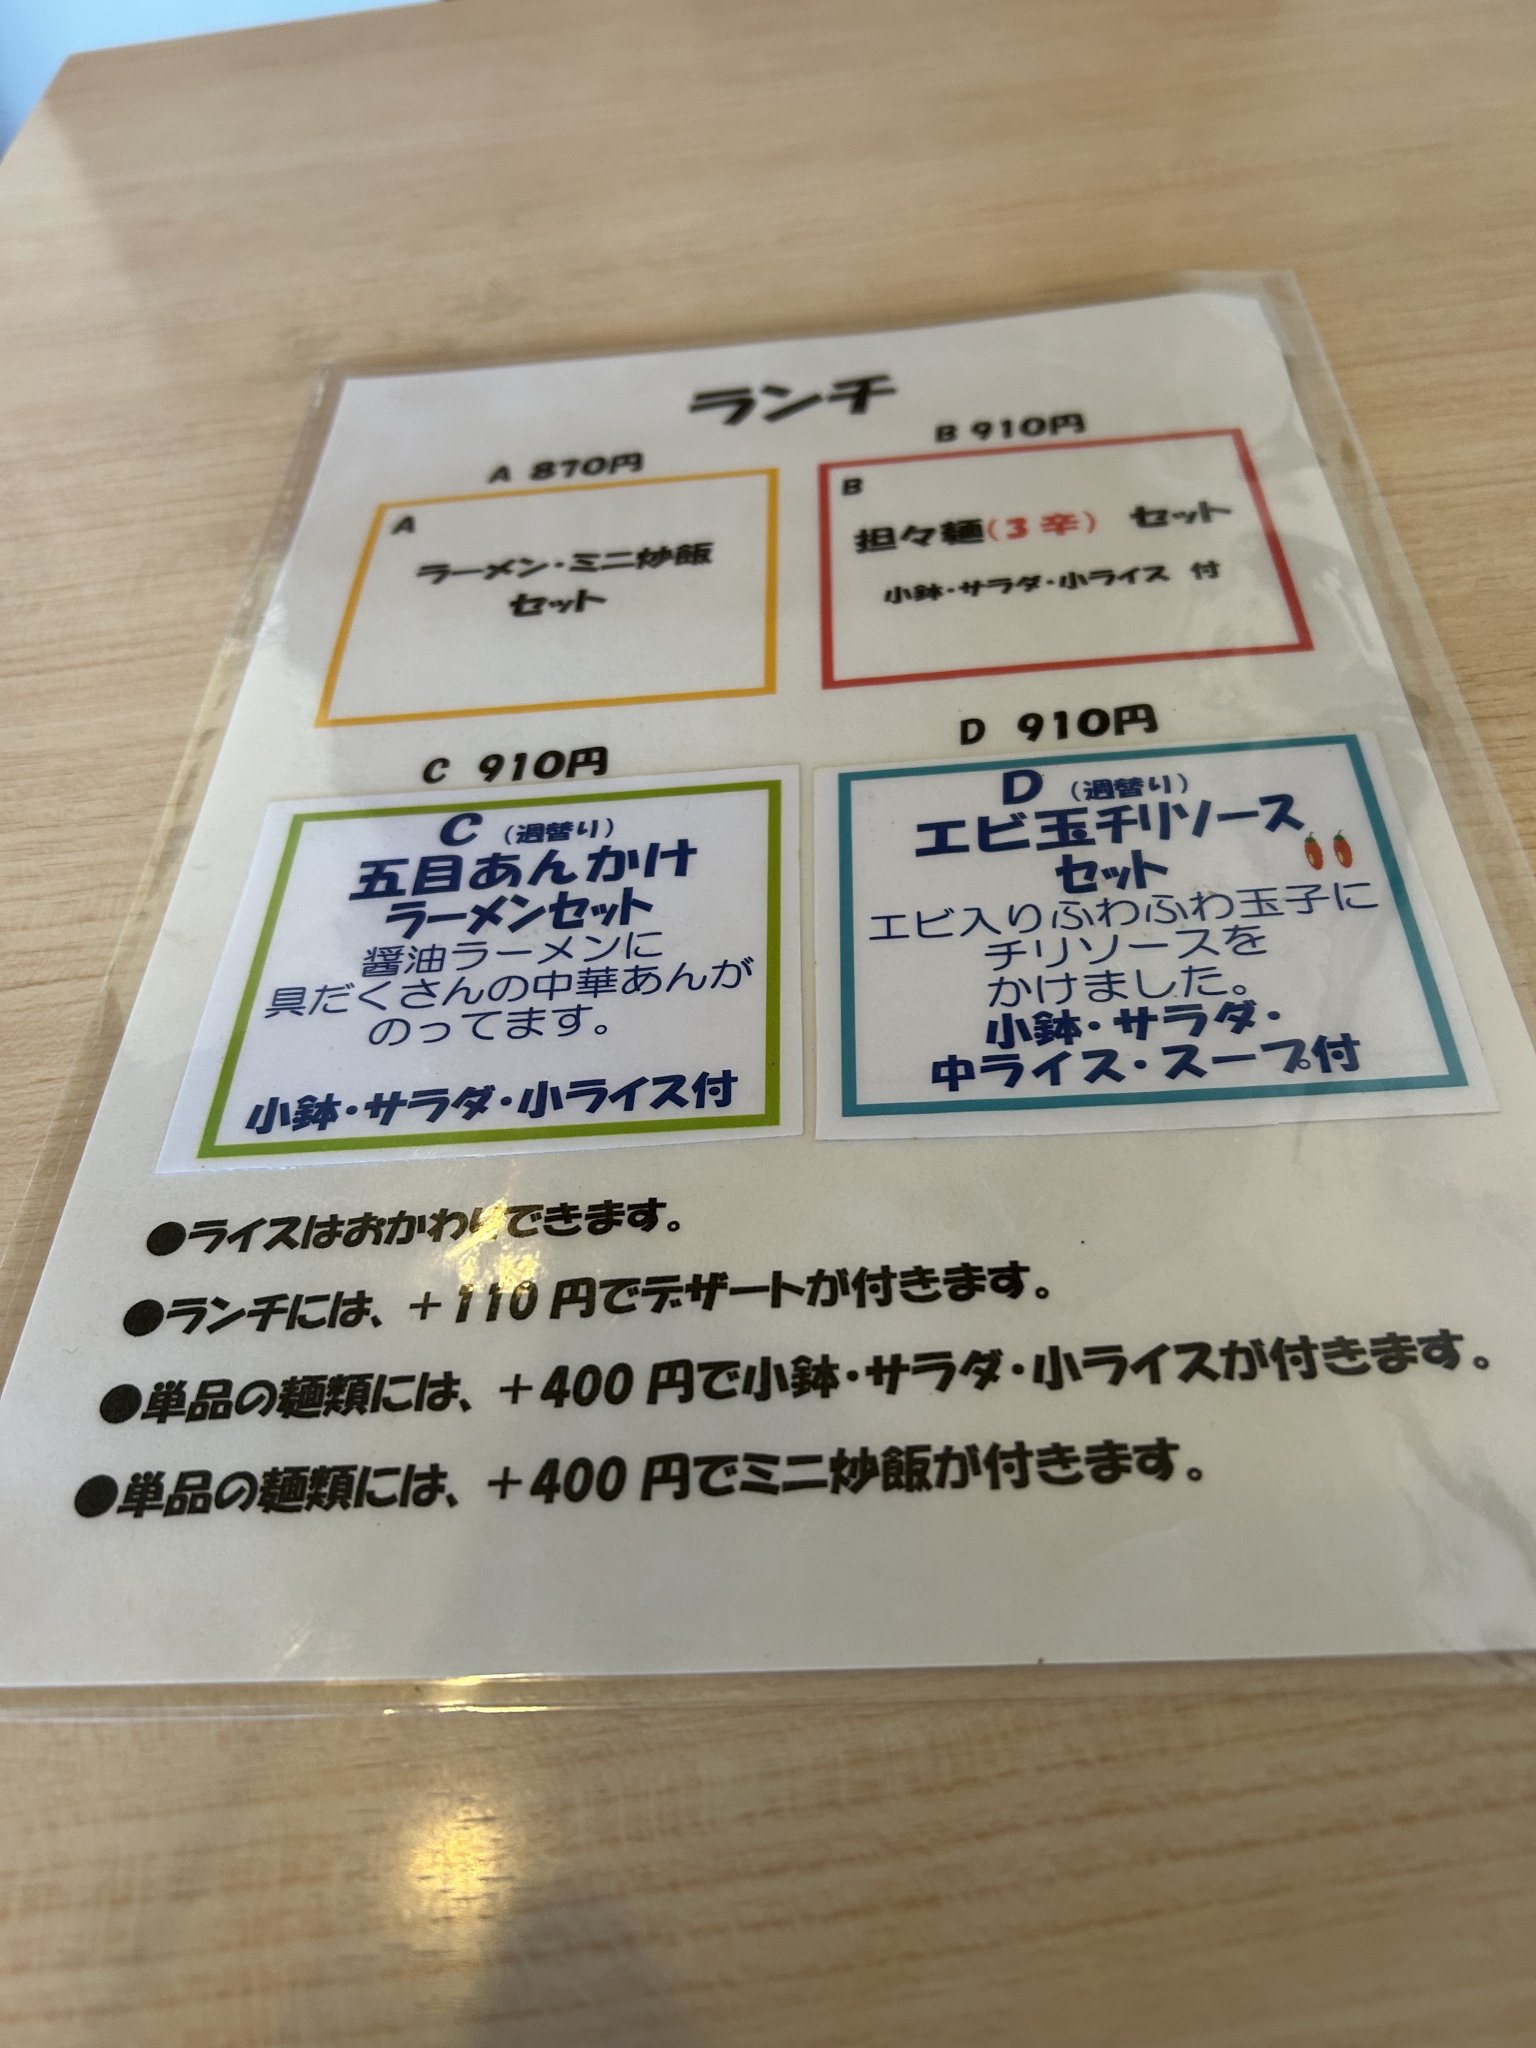 ランチ
A 870円
A
ラーメン・ミニ炒飯
セット
B 910円
B
担々麺(3辛) セット
小鉢・サラダ・小ライス 付
C 910円
C (週替り)
五目あんかけ
ラーメンセット
醤油ラーメンに
具だくさんの中華あんが
のってます。
小鉢・サラダ・小ライス付
D 910円
D (週替り)
エビ玉チリソース
セット
エビ入りふわふわ玉子に
チリソースを
かけました。
小鉢・サラダ・
中ライス・スープ付
●ライスはおかわりできます。
●ランチには、+110円でデザートが付きます。
●単品の麺類には、+400円で小鉢・サラダ・小ライスが付きます。
●単品の麺類には、+400円でミニ炒飯が付きます。